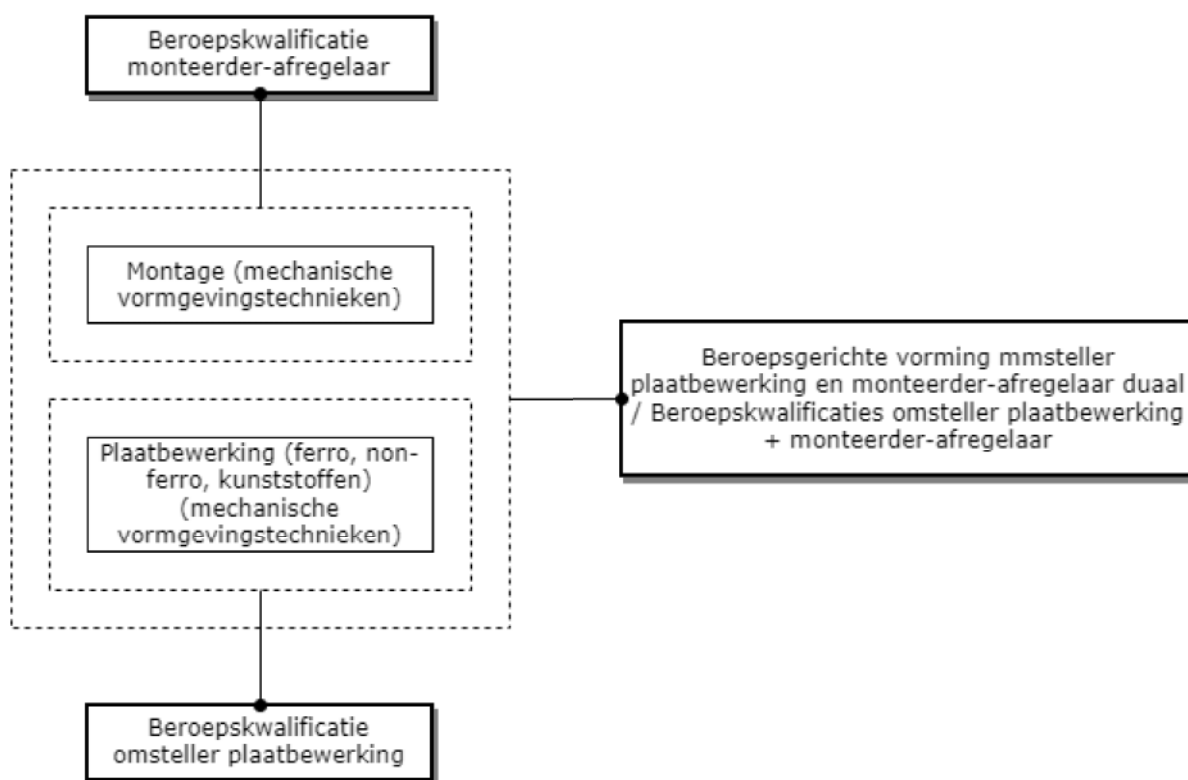 Beroepskwalificatie
monteerder-afregelaar
Montage (mechanische
vormgevingstechnieken)
Beroepsgerichte vorming mmsteller
plaatbewerking en monteerder-afregelaar duaal
/ Beroepskwalificaties omsteller plaatbewerking
+ monteerder-afregelaar
Plaatbewerking (ferro, non-
ferro, kunststoffen)
(mechanische
vormgevingstechnieken)
Beroepskwalificatie
omsteller plaatbewerking